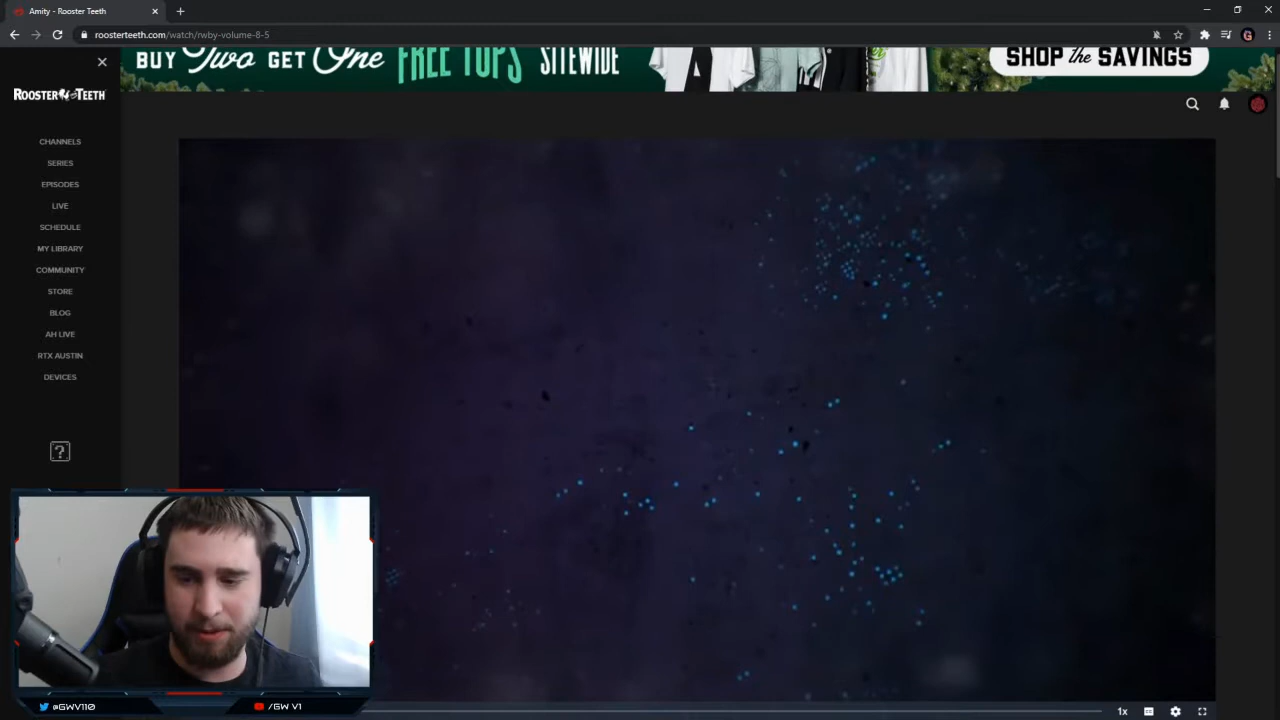 Amity - Rooster Teeth
roosterteeth.com/watch/rwby-volume-8-5
G
BUY Two GET One FREE TOPS SITEWIDE
SHOP the SAVINGS
ROOSTER TEETH
CHANNELS
SERIES
EPISODES
LIVE
SCHEDULE
MY LIBRARY
COMMUNITY
STORE
BLOG
AH LIVE
RTX AUSTIN
DEVICES
?
@GWV110
/GW V1
1x